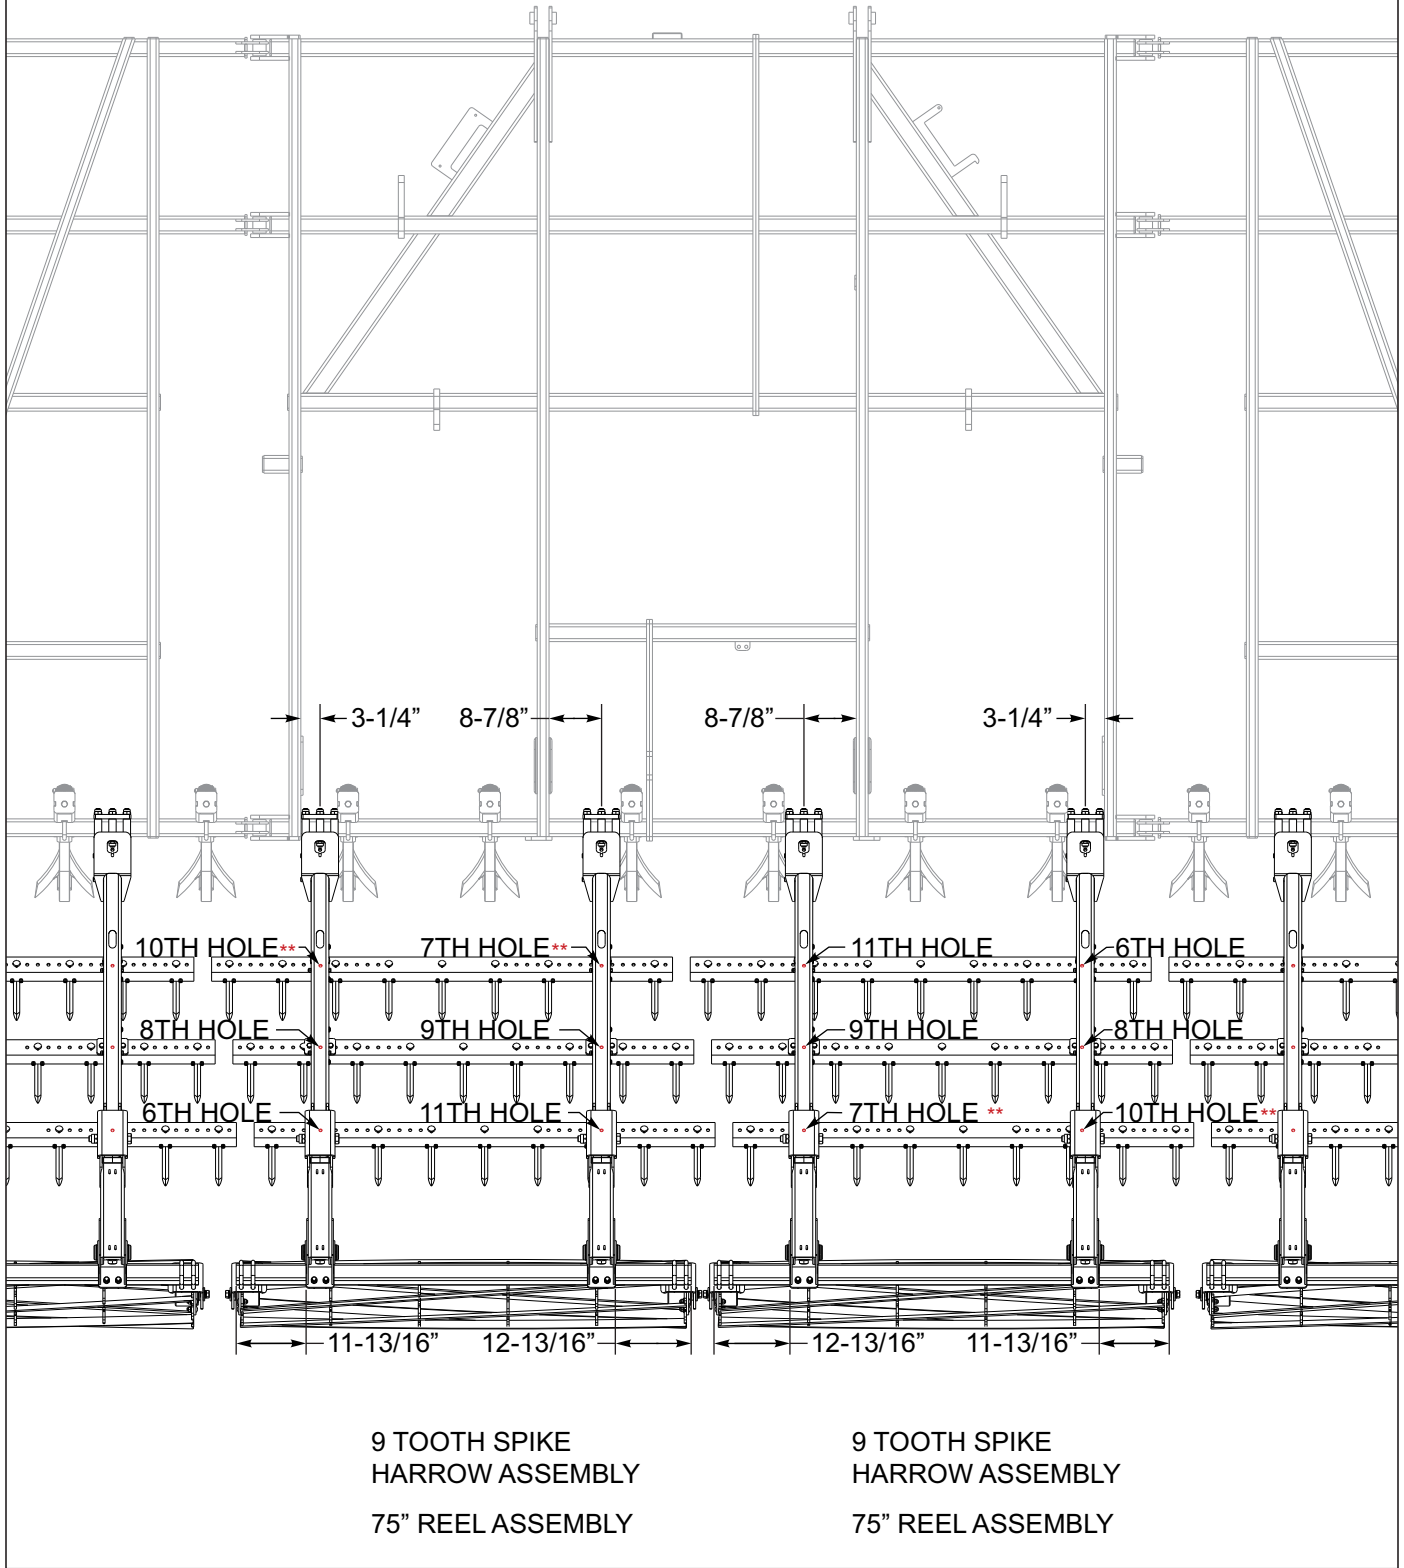 3-1/4” 8-7/8” 8-7/8” 3-1/4”
10TH HOLE** 7TH HOLE** 11TH HOLE 6TH HOLE
8TH HOLE 9TH HOLE 9TH HOLE 8TH HOLE
6TH HOLE 11TH HOLE 7TH HOLE ** 10TH HOLE**
11-13/16” 12-13/16” 12-13/16” 11-13/16”
9 TOOTH SPIKE
HARROW ASSEMBLY
75” REEL ASSEMBLY
9 TOOTH SPIKE
HARROW ASSEMBLY
75” REEL ASSEMBLY